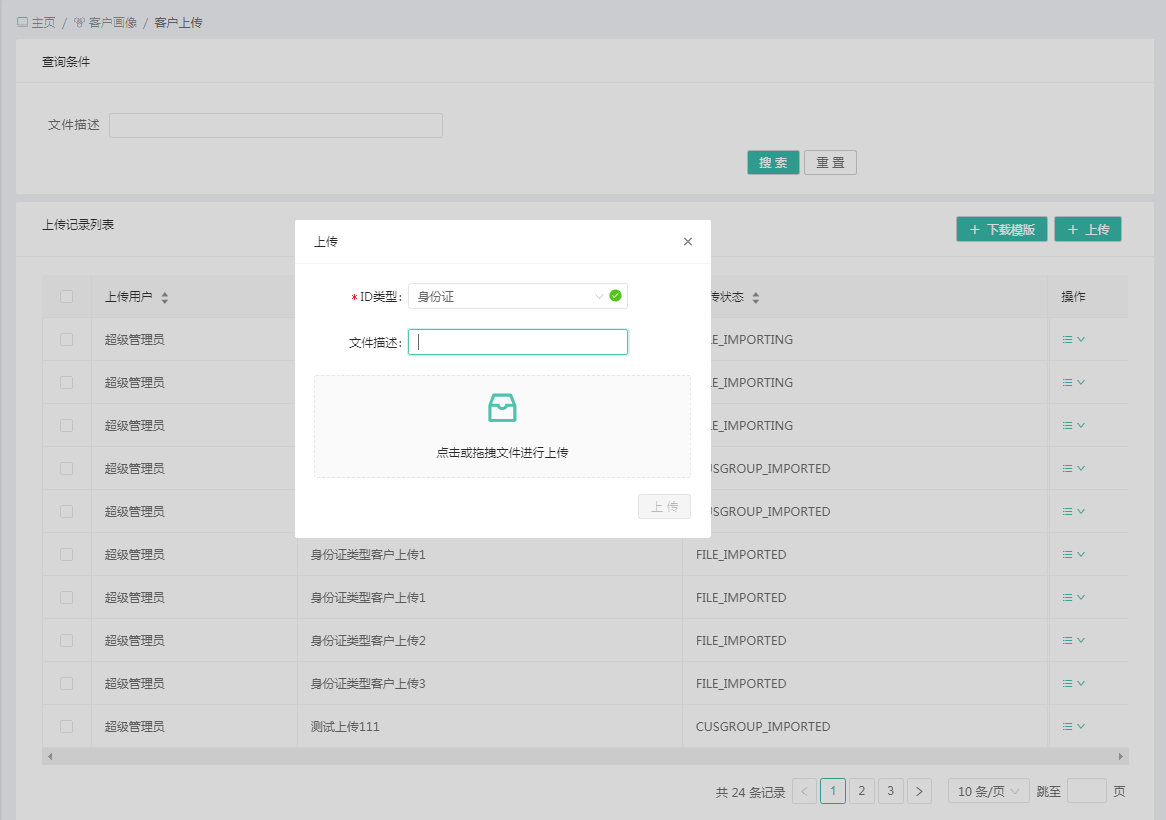 主页 / 客户画像 / 客户上传
查询条件
文件描述
搜 索 重 置
上传记录列表
+ 下载模版 + 上传
上传
*ID类型: 身份证
文件描述:
点击或拖拽文件进行上传
上 传
上传用户 传状态 操作
超级管理员 LE_IMPORTING
超级管理员 LE_IMPORTING
超级管理员 LE_IMPORTING
超级管理员 USGROUP_IMPORTED
超级管理员 USGROUP_IMPORTED
超级管理员 身份证类型客户上传1 FILE_IMPORTED
超级管理员 身份证类型客户上传1 FILE_IMPORTED
超级管理员 身份证类型客户上传2 FILE_IMPORTED
超级管理员 身份证类型客户上传3 FILE_IMPORTED
超级管理员 测试上传111 CUSGROUP_IMPORTED
共 24 条记录 < 1 2 3 > 10 条/页 跳至 页